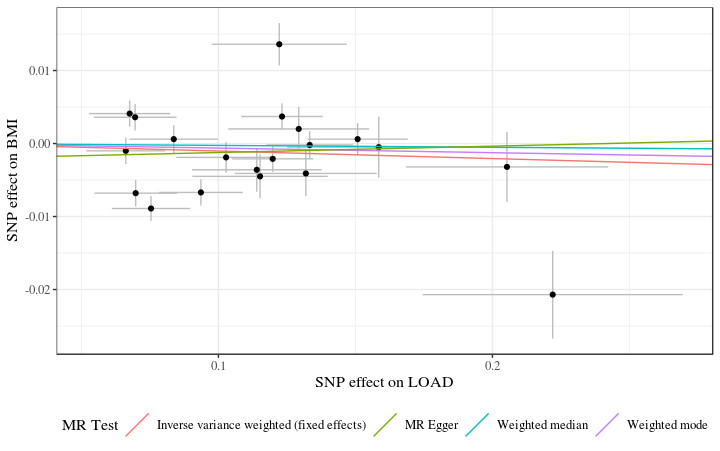 0.01
0.00
-0.01
-0.02
SNP effect on BMI
0.1
0.2
SNP effect on LOAD
MR Test
Inverse variance weighted (fixed effects)
MR Egger
Weighted median
Weighted mode